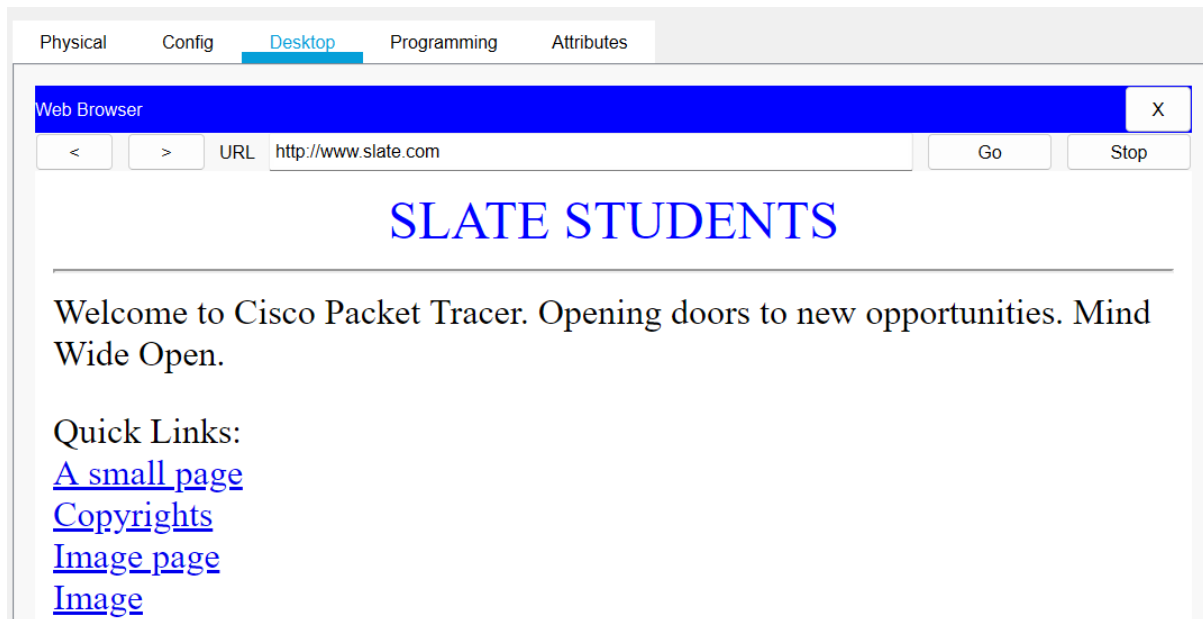 Physical Config Desktop Programming Attributes
Web Browser X
< > URL http://www.slate.com Go Stop
SLATE STUDENTS
Welcome to Cisco Packet Tracer. Opening doors to new opportunities. Mind
Wide Open.
Quick Links:
A small page
Copyrights
Image page
Image